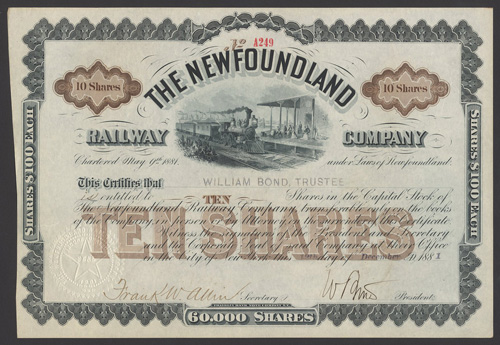 No A249
10 Shares
10 Shares
THE NEWFOUNDLAND
RAILWAY COMPANY
Chartered May 9th 1881. under Laws of Newfoundland.
This Certifies that WILLIAM BOND, TRUSTEE
is entitled to TEN Shares in the Capital Stock of
The Newfoundland Railway Company, transferable only on the books
of the Company in person or by Attorney on surrender of this Certificate
Witness the signatures of the President and Secretary
and the Corporate Seal of said Company at their Office
in the City of New York this day of December 188
TEN SHARES
Secretary President
SHARES $100 EACH
SHARES $100 EACH
60,000 SHARES